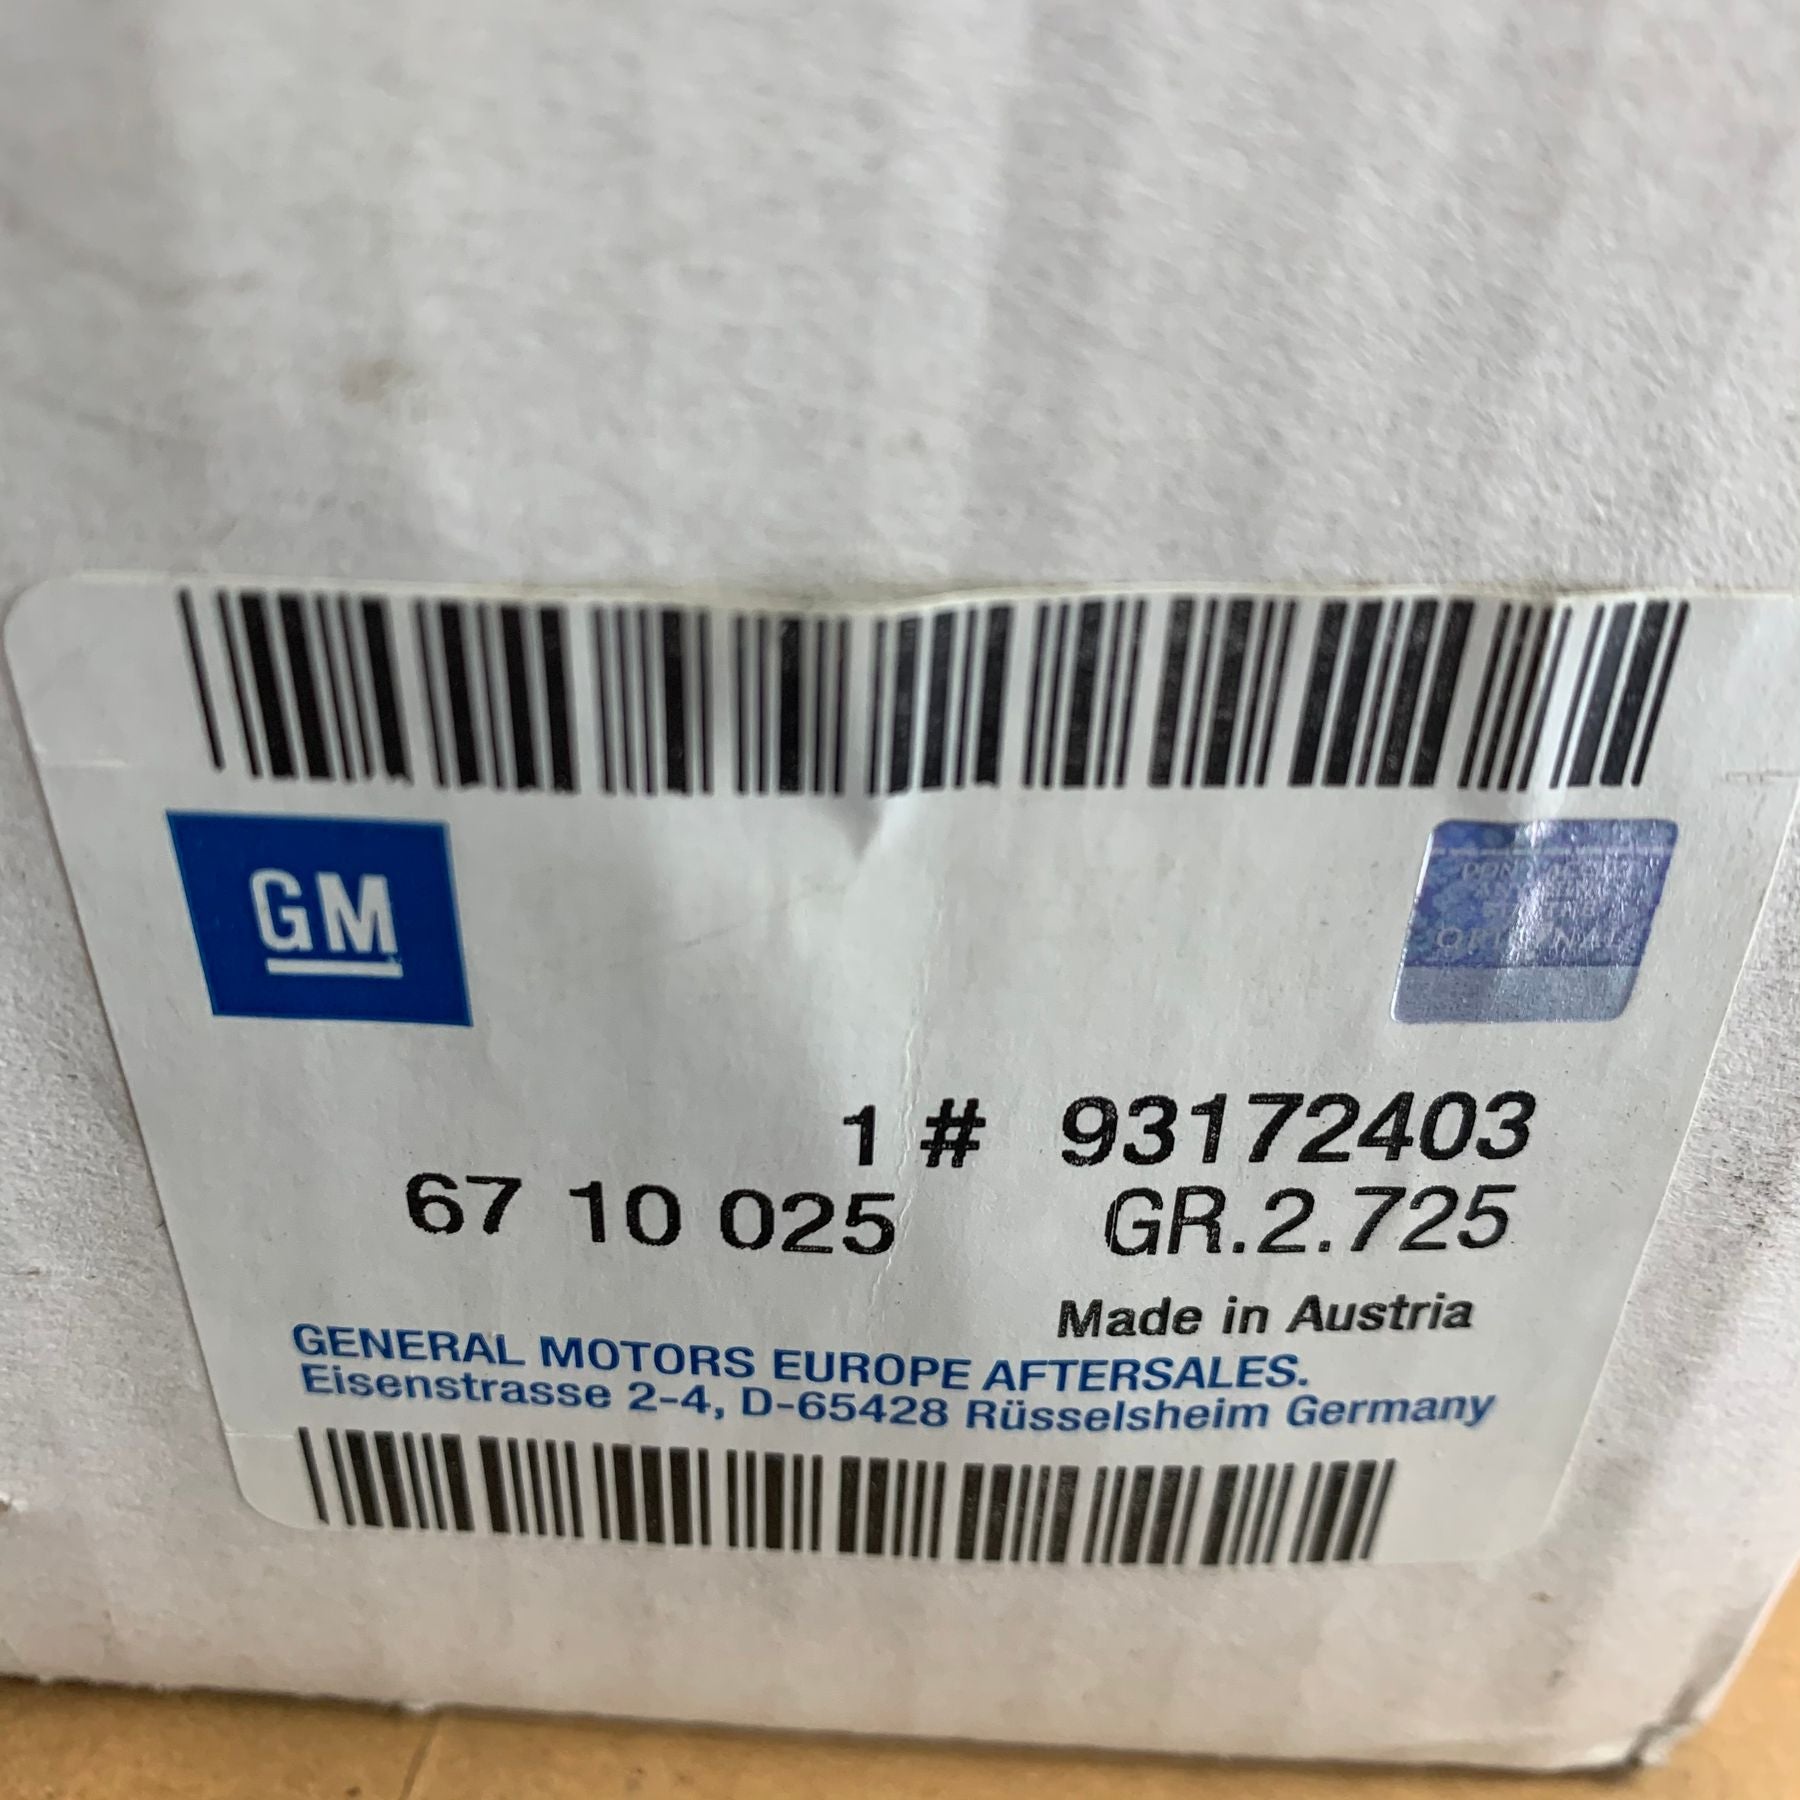 GM
ORIGINAL
1 # 93172403
67 10 025 GR.2.725
Made in Austria
GENERAL MOTORS EUROPE AFTERSALES.
Eisenstrasse 2-4, D-65428 Rüsselsheim Germany